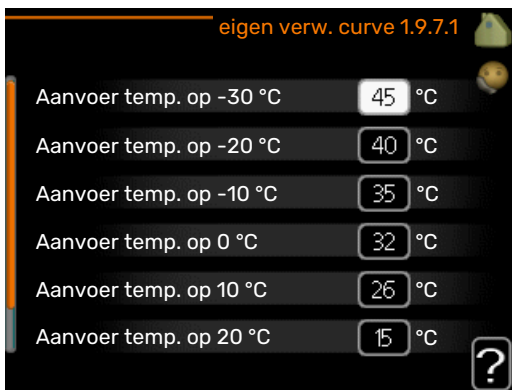 eigen verw. curve 1.9.7.1
Aanvoer temp. op -30 °C 45 °C
Aanvoer temp. op -20 °C 40 °C
Aanvoer temp. op -10 °C 35 °C
Aanvoer temp. op 0 °C 32 °C
Aanvoer temp. op 10 °C 26 °C
Aanvoer temp. op 20 °C 15 °C
?